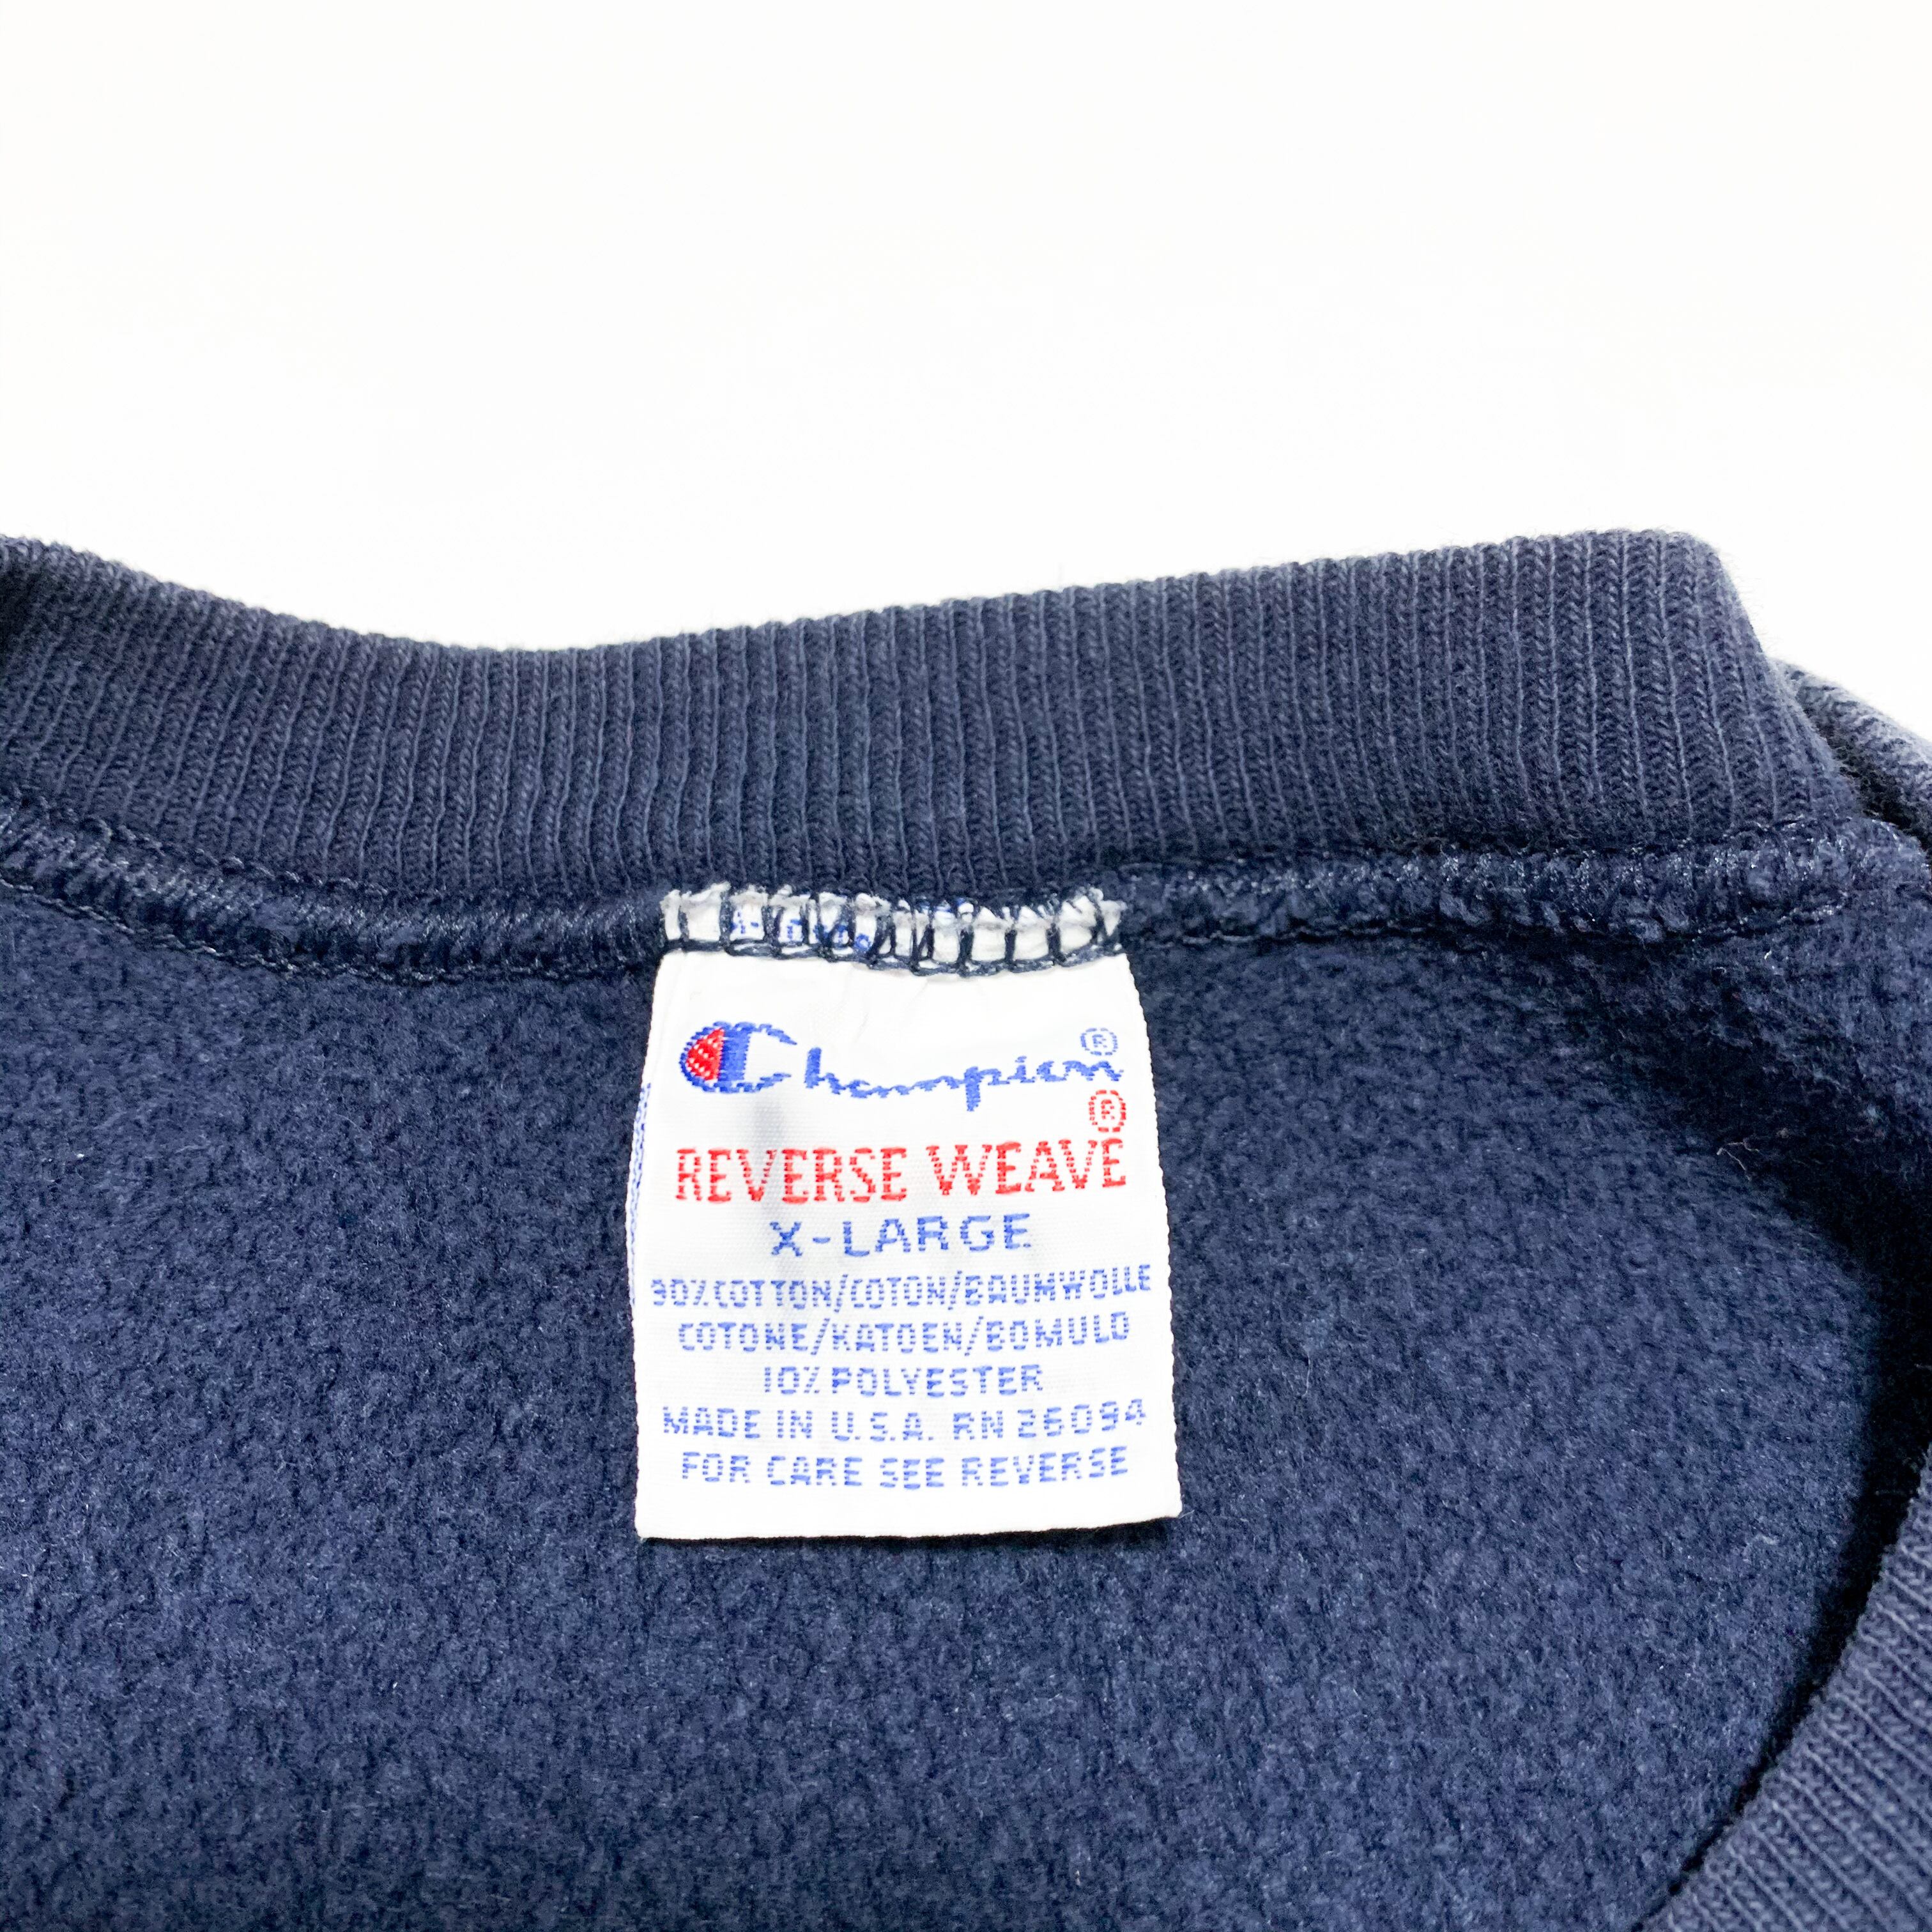 Champion®
®
REVERSE WEAVE
X-LARGE
90% COTTON/COTON/BAUMWOLLE
COTONE/KATOEN/BOMULD
10% POLYESTER
MADE IN U.S.A. RN 26094
FOR CARE SEE REVERSE